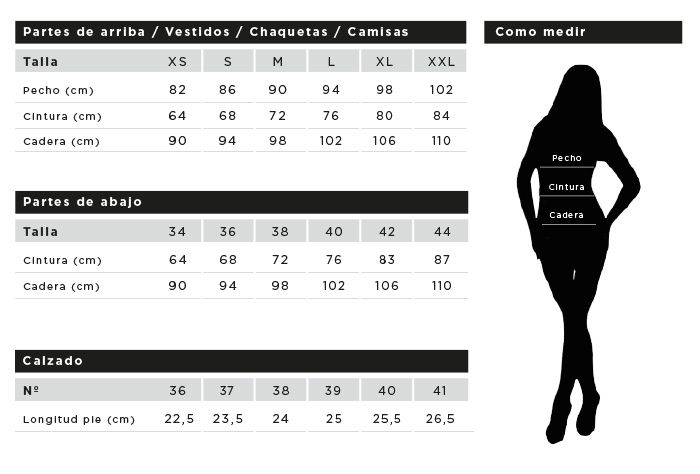 Partes de arriba / Vestidos / Chaquetas / Camisas
Talla XS S M L XL XXL
Pecho (cm) 82 86 90 94 98 102
Cintura (cm) 64 68 72 76 80 84
Cadera (cm) 90 94 98 102 106 110
Partes de abajo
Talla 34 36 38 40 42 44
Cintura (cm) 64 68 72 76 83 87
Cadera (cm) 90 94 98 102 106 110
Calzado
Nº 36 37 38 39 40 41
Longitud pie (cm) 22,5 23,5 24 25 25,5 26,5
Como medir
Pecho
Cintura
Cadera